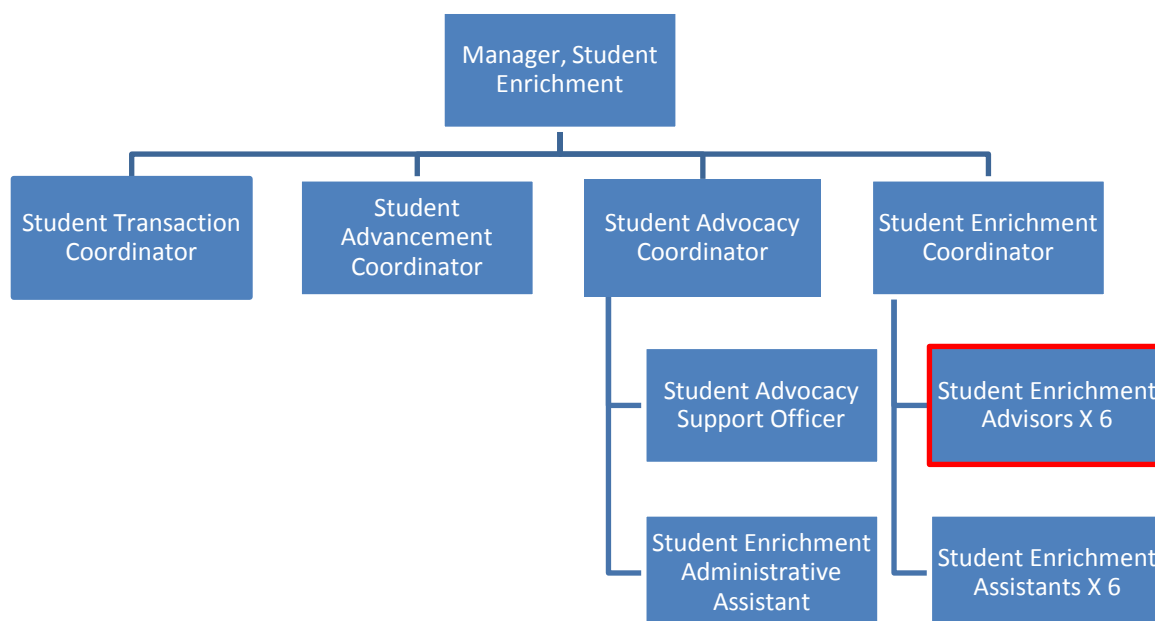 Manager, Student
Enrichment
Student Transaction
Coordinator
Student
Advancement
Coordinator
Student Advocacy
Coordinator
Student Enrichment
Coordinator
Student Advocacy
Support Officer
Student Enrichment
Advisors X 6
Student Enrichment
Administrative
Assistant
Student Enrichment
Assistants X 6